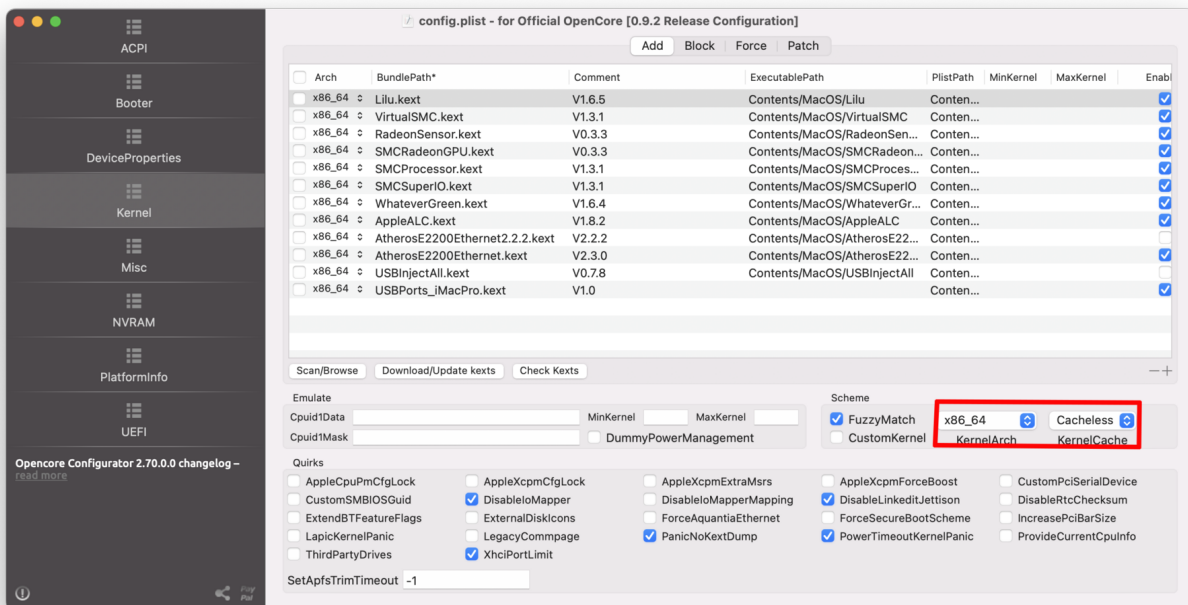 config.plist - for Official OpenCore [0.9.2 Release Configuration]
ACPI
Booter
DeviceProperties
Kernel
Misc
NVRAM
PlatformInfo
UEFI
Opencore Configurator 2.70.0.0 changelog –
read more
Pay
Pal
Add Block Force Patch
Arch BundlePath* Comment ExecutablePath PlistPath MinKernel MaxKernel Enabl
x86_64 Lilu.kext V1.6.5 Contents/MacOS/Lilu Conten...
x86_64 VirtualSMC.kext V1.3.1 Contents/MacOS/VirtualSMC Conten...
x86_64 RadeonSensor.kext V0.3.3 Contents/MacOS/RadeonSen... Conten...
x86_64 SMCRadeonGPU.kext V0.3.3 Contents/MacOS/SMCRadeon... Conten...
x86_64 SMCProcessor.kext V1.3.1 Contents/MacOS/SMCProces... Conten...
x86_64 SMCSuperIO.kext V1.3.1 Contents/MacOS/SMCSuperIO Conten...
x86_64 WhateverGreen.kext V1.6.4 Contents/MacOS/WhateverGr... Conten...
x86_64 AppleALC.kext V1.8.2 Contents/MacOS/AppleALC Conten...
x86_64 AtherosE2200Ethernet2.2.2.kext V2.2.2 Contents/MacOS/AtherosE22... Conten...
x86_64 AtherosE2200Ethernet.kext V2.3.0 Contents/MacOS/AtherosE22... Conten...
x86_64 USBInjectAll.kext V0.7.8 Contents/MacOS/USBInjectAll Conten...
x86_64 USBPorts_iMacPro.kext V1.0 Conten...
Scan/Browse Download/Update kexts Check Kexts
Emulate
Cpuid1Data MinKernel MaxKernel
Cpuid1Mask DummyPowerManagement
Scheme
FuzzyMatch x86_64 Cacheless
CustomKernel KernelArch KernelCache
Quirks
AppleCpuPmCfgLock AppleXcpmCfgLock AppleXcpmExtraMsrs AppleXcpmForceBoost CustomPciSerialDevice
CustomSMBIOSGuid DisableIoMapper DisableIoMapperMapping DisableLinkeditJettison DisableRtcChecksum
ExtendBTFeatureFlags ExternalDiskIcons ForceAquantiaEthernet ForceSecureBootScheme IncreasePciBarSize
LapicKernelPanic LegacyCommpage PanicNoKextDump PowerTimeoutKernelPanic ProvideCurrentCpuInfo
ThirdPartyDrives XhciPortLimit
SetApfsTrimTimeout -1